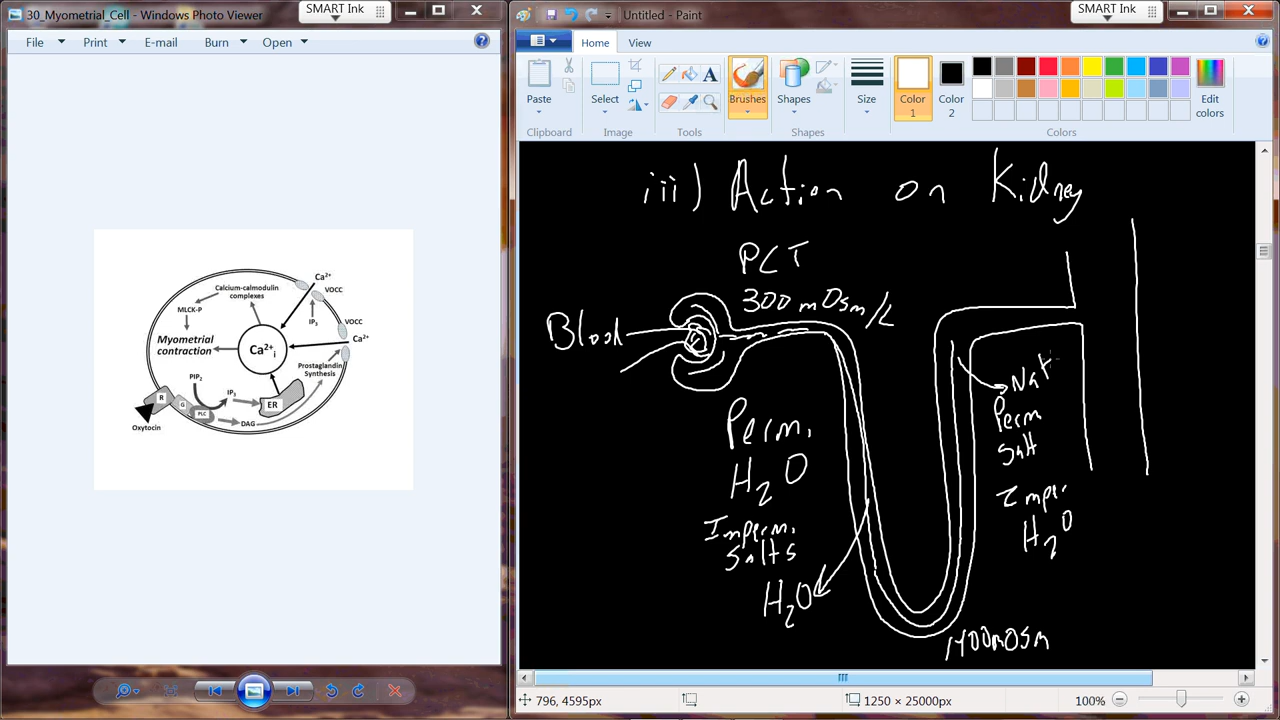 30_Myometrial_Cell - Windows Photo Viewer
SMART Ink
File Print E-mail Burn Open
Ca²⁺
VOCC
Calcium-calmodulin
complexes
MLCK-P
IP₃
VOCC
Myometrial
contraction
Ca²⁺ᵢ
Ca²⁺
Prostaglandin
Synthesis
PIP₂
IP₃
ER
R
G
PLC
DAG
Oxytocin
Untitled - Paint
SMART Ink
Home View
Paste
Select
Brushes
Shapes
Size
Color
1
Color
2
Edit
colors
Clipboard
Image
Tools
Shapes
Colors
iii) Action on Kidney
PCT
300 mOsm/L
Blood
Perm.
H₂O
Imperm.
Salts
H₂O
Na⁺
Perm
Salt
Imper.
H₂O
1400mOsm
796, 4595px
1250 × 25000px
100%